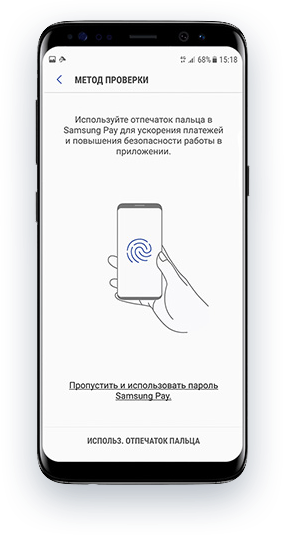 68% 15:18
МЕТОД ПРОВЕРКИ
Используйте отпечаток пальца в
Samsung Pay для ускорения платежей
и повышения безопасности работы в
приложении.
Пропустить и использовать пароль
Samsung Pay.
ИСПОЛЬЗ. ОТПЕЧАТОК ПАЛЬЦА